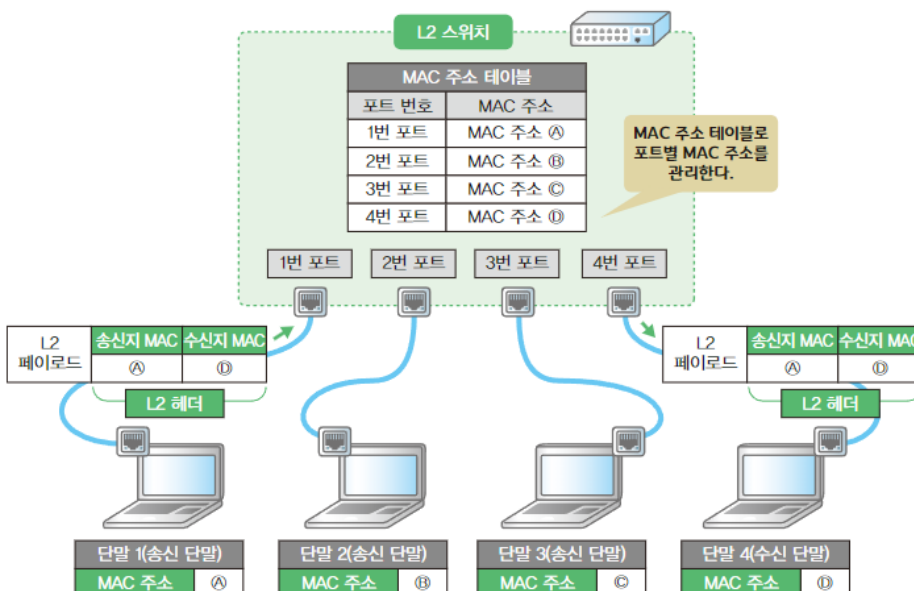 L2 스위치
MAC 주소 테이블
포트 번호 MAC 주소
1번 포트 MAC 주소 Ⓐ
2번 포트 MAC 주소 Ⓑ
3번 포트 MAC 주소 Ⓒ
4번 포트 MAC 주소 Ⓓ
MAC 주소 테이블로
포트별 MAC 주소를
관리한다.
1번 포트 2번 포트 3번 포트 4번 포트
L2
페이로드
송신지 MAC 수신지 MAC
Ⓐ Ⓓ
L2 헤더
L2
페이로드
송신지 MAC 수신지 MAC
Ⓐ Ⓓ
L2 헤더
단말 1(송신 단말)
MAC 주소 Ⓐ
단말 2(송신 단말)
MAC 주소 Ⓑ
단말 3(송신 단말)
MAC 주소 Ⓒ
단말 4(수신 단말)
MAC 주소 Ⓓ